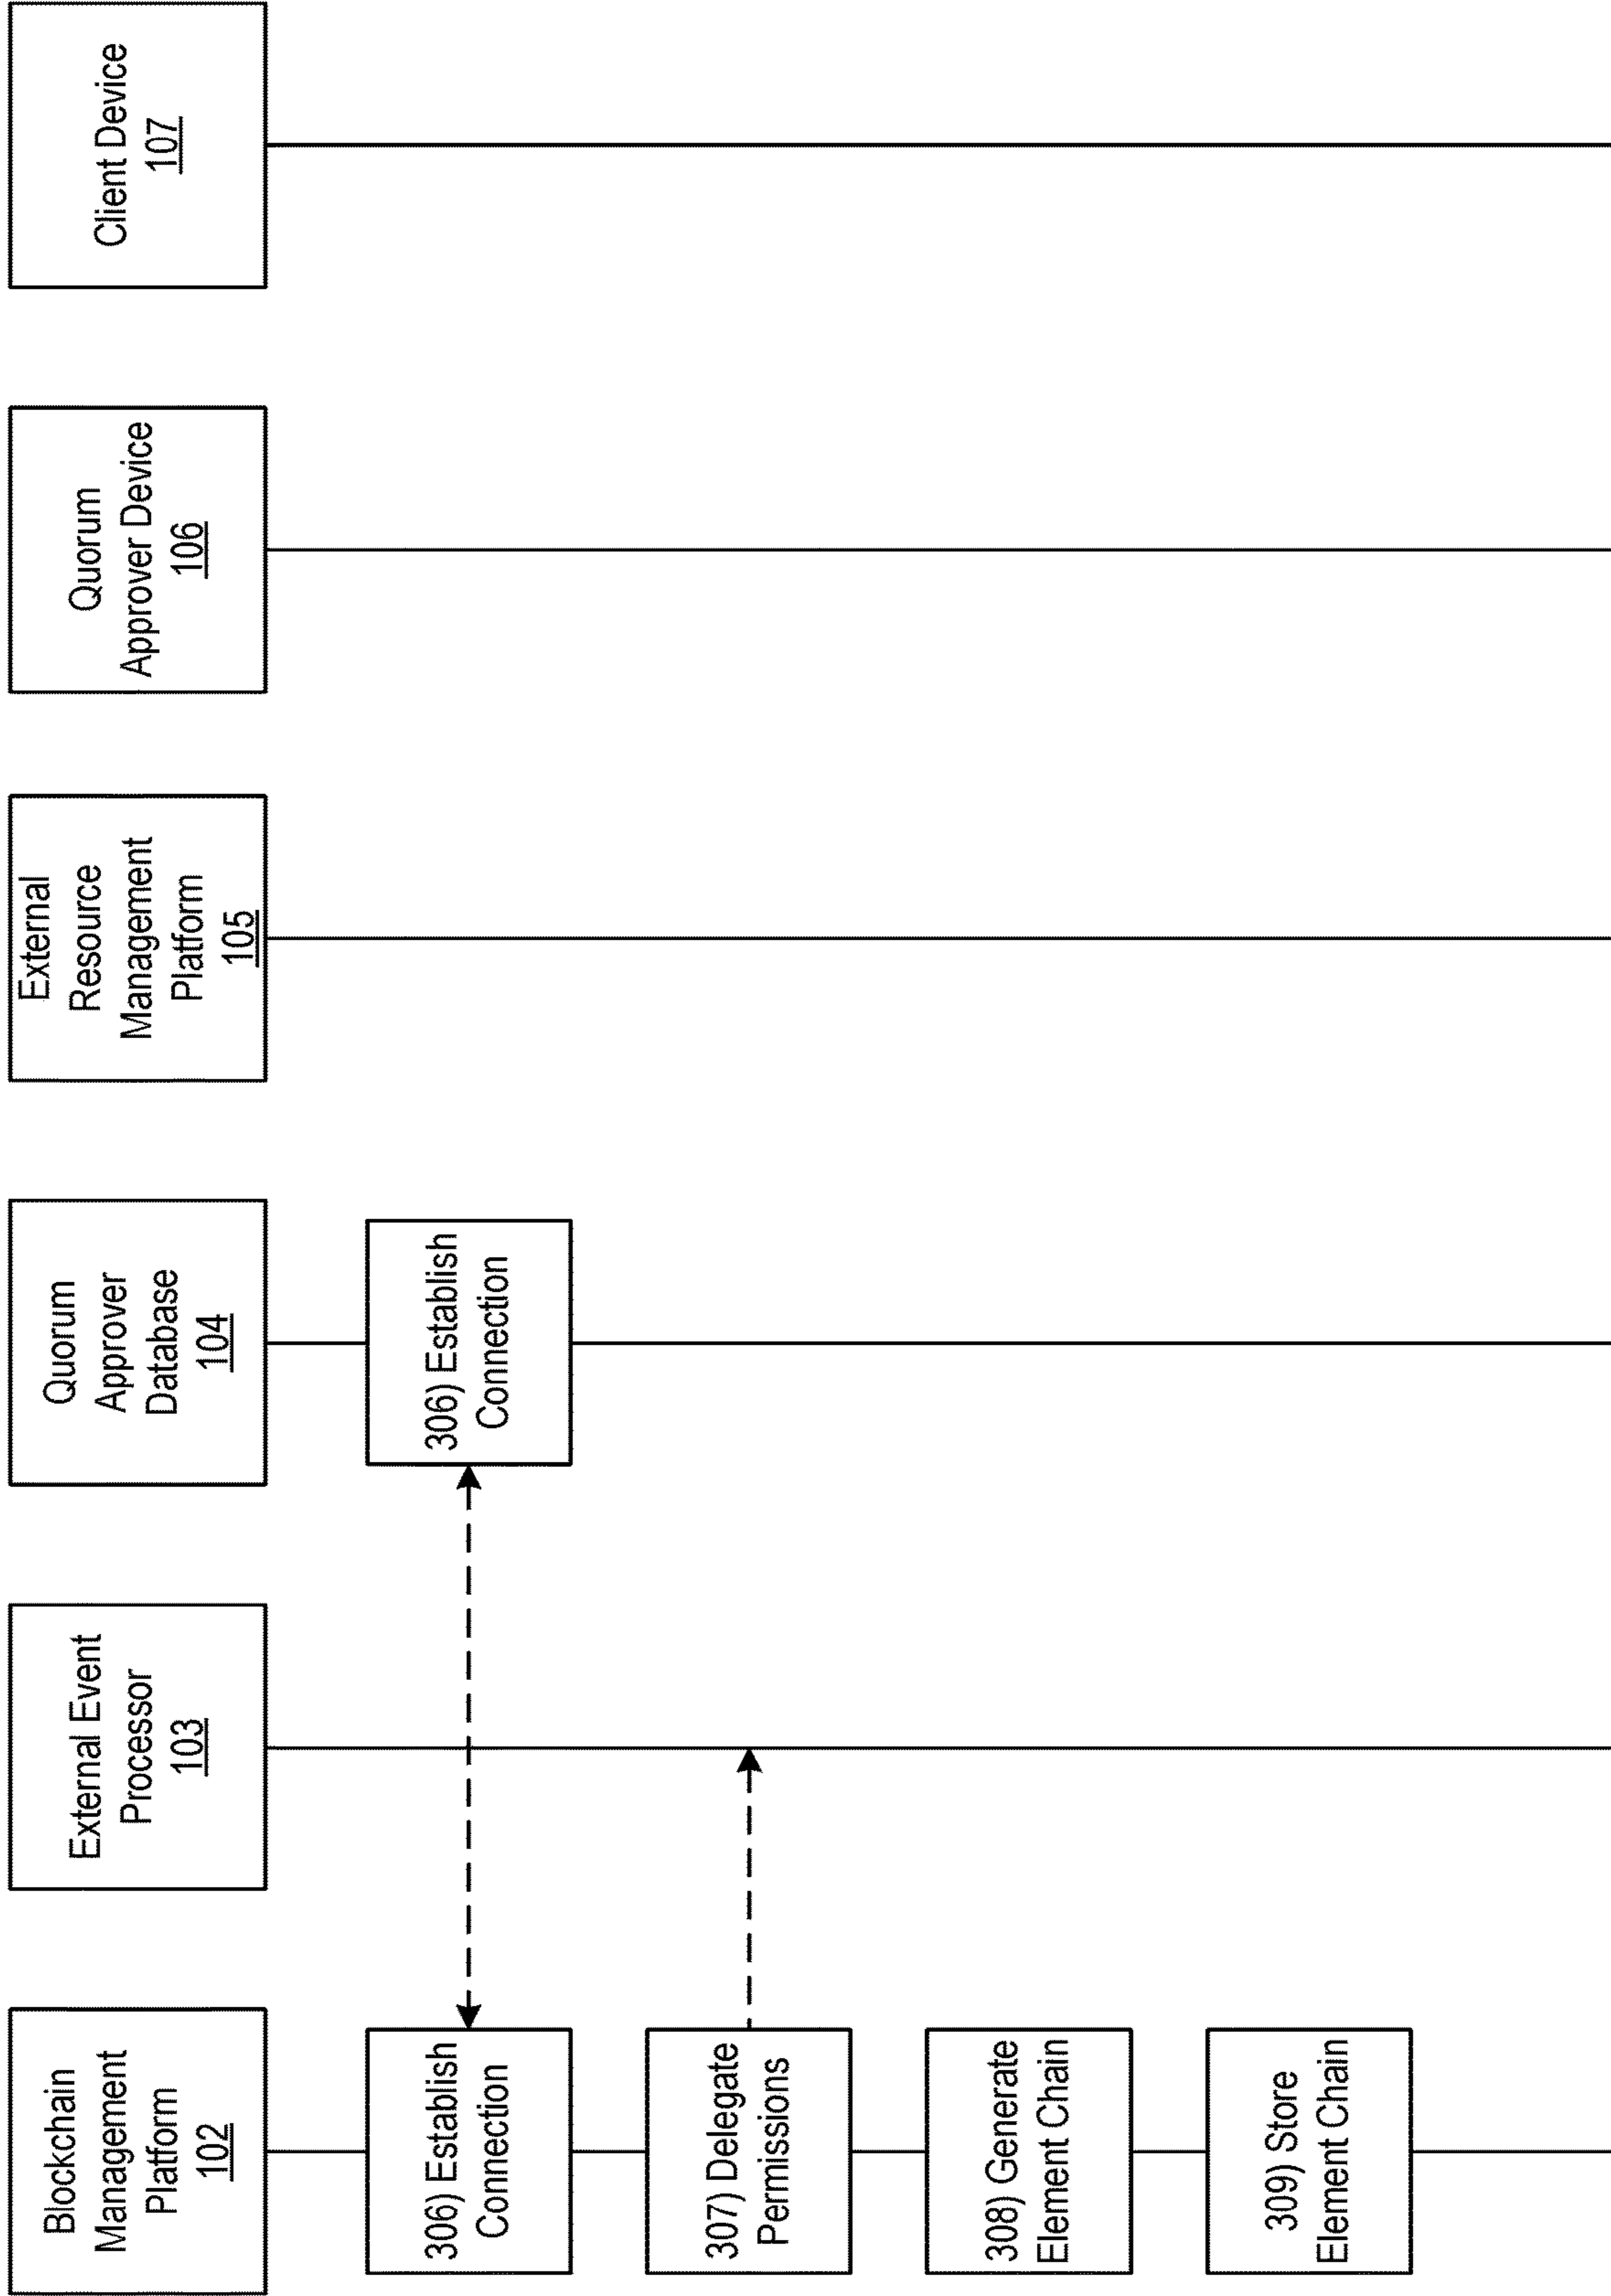 Blockchain
Management
Platform
102
External Event
Processor
103
Quorum
Approver
Database
104
External
Resource
Management
Platform
105
Quorum
Approver Device
106
Client Device
107
306) Establish
Connection
306) Establish
Connection
307) Delegate
Permissions
308) Generate
Element Chain
309) Store
Element Chain